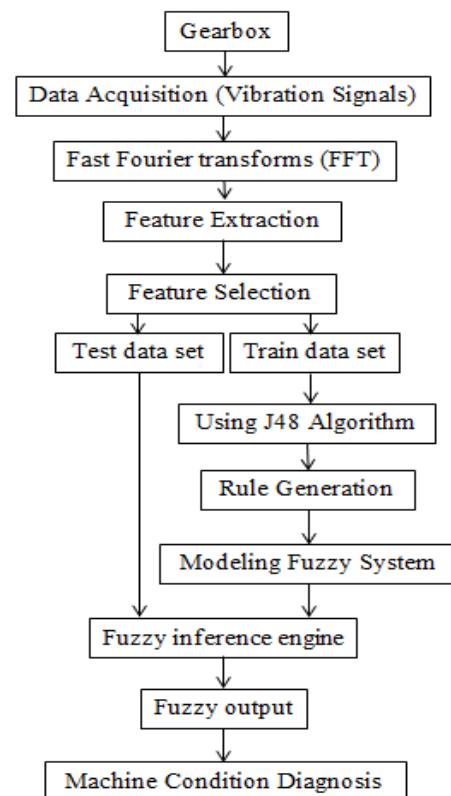 Gearbox
Data Acquisition (Vibration Signals)
Fast Fourier transforms (FFT)
Feature Extraction
Feature Selection
Test data set
Train data set
Using J48 Algorithm
Rule Generation
Modeling Fuzzy System
Fuzzy inference engine
Fuzzy output
Machine Condition Diagnosis